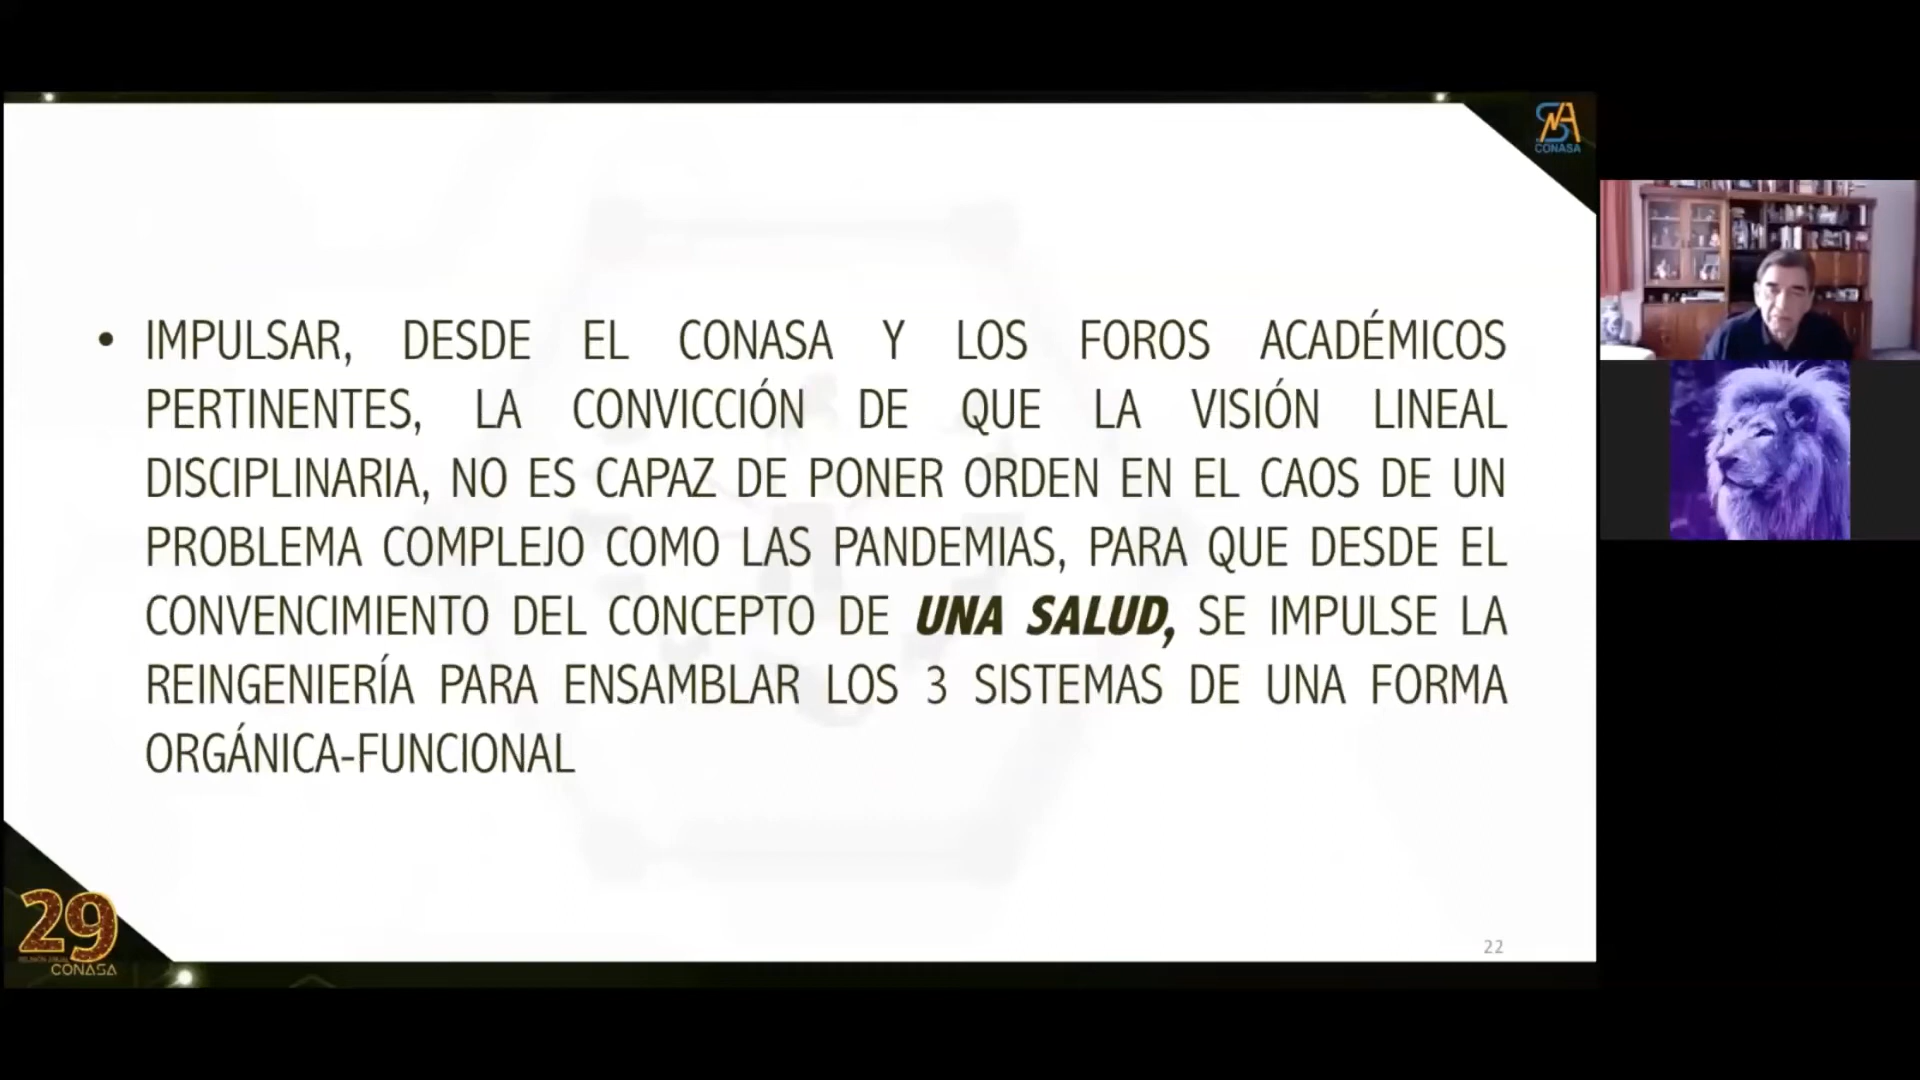 CONASA
• IMPULSAR, DESDE EL CONASA Y LOS FOROS ACADÉMICOS
PERTINENTES, LA CONVICCIÓN DE QUE LA VISIÓN LINEAL
DISCIPLINARIA, NO ES CAPAZ DE PONER ORDEN EN EL CAOS DE UN
PROBLEMA COMPLEJO COMO LAS PANDEMIAS, PARA QUE DESDE EL
CONVENCIMIENTO DEL CONCEPTO DE UNA SALUD, SE IMPULSE LA
REINGENIERÍA PARA ENSAMBLAR LOS 3 SISTEMAS DE UNA FORMA
ORGÁNICA-FUNCIONAL
29
REUNIÓN ANUAL
CONASA
22